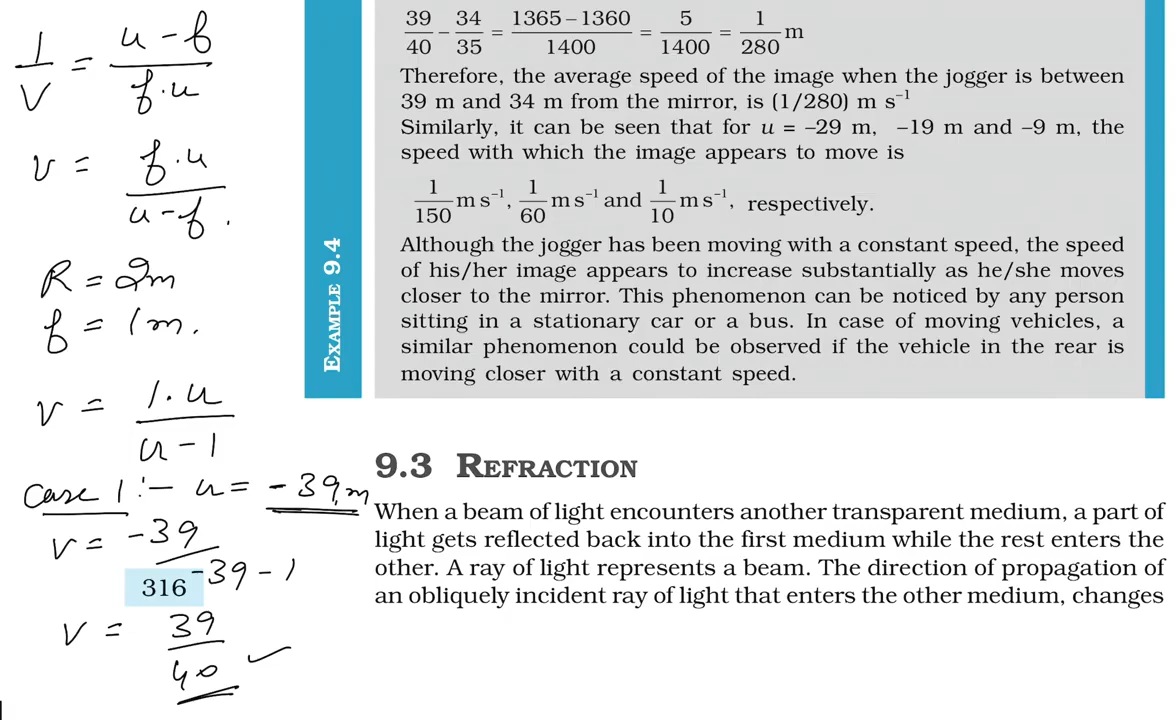 1/V = u - f / f.u
v = f.u / u - f.
R = 2m
f = 1m.
v = 1.u / u - 1
Case 1 :- u = - 39m
v = -39 / -39 - 1
316
v = 39 / 40 ✓
39/40 – 34/35 = 1365 – 1360/1400 = 5/1400 = 1/280 m
Therefore, the average speed of the image when the jogger is between
39 m and 34 m from the mirror, is (1/280) m s⁻¹
Similarly, it can be seen that for u = –29 m, –19 m and –9 m, the
speed with which the image appears to move is
1/150 m s⁻¹, 1/60 m s⁻¹ and 1/10 m s⁻¹, respectively.
Although the jogger has been moving with a constant speed, the speed
of his/her image appears to increase substantially as he/she moves
closer to the mirror. This phenomenon can be noticed by any person
sitting in a stationary car or a bus. In case of moving vehicles, a
similar phenomenon could be observed if the vehicle in the rear is
moving closer with a constant speed.
EXAMPLE 9.4
9.3 REFRACTION
When a beam of light encounters another transparent medium, a part of
light gets reflected back into the first medium while the rest enters the
other. A ray of light represents a beam. The direction of propagation of
an obliquely incident ray of light that enters the other medium, changes